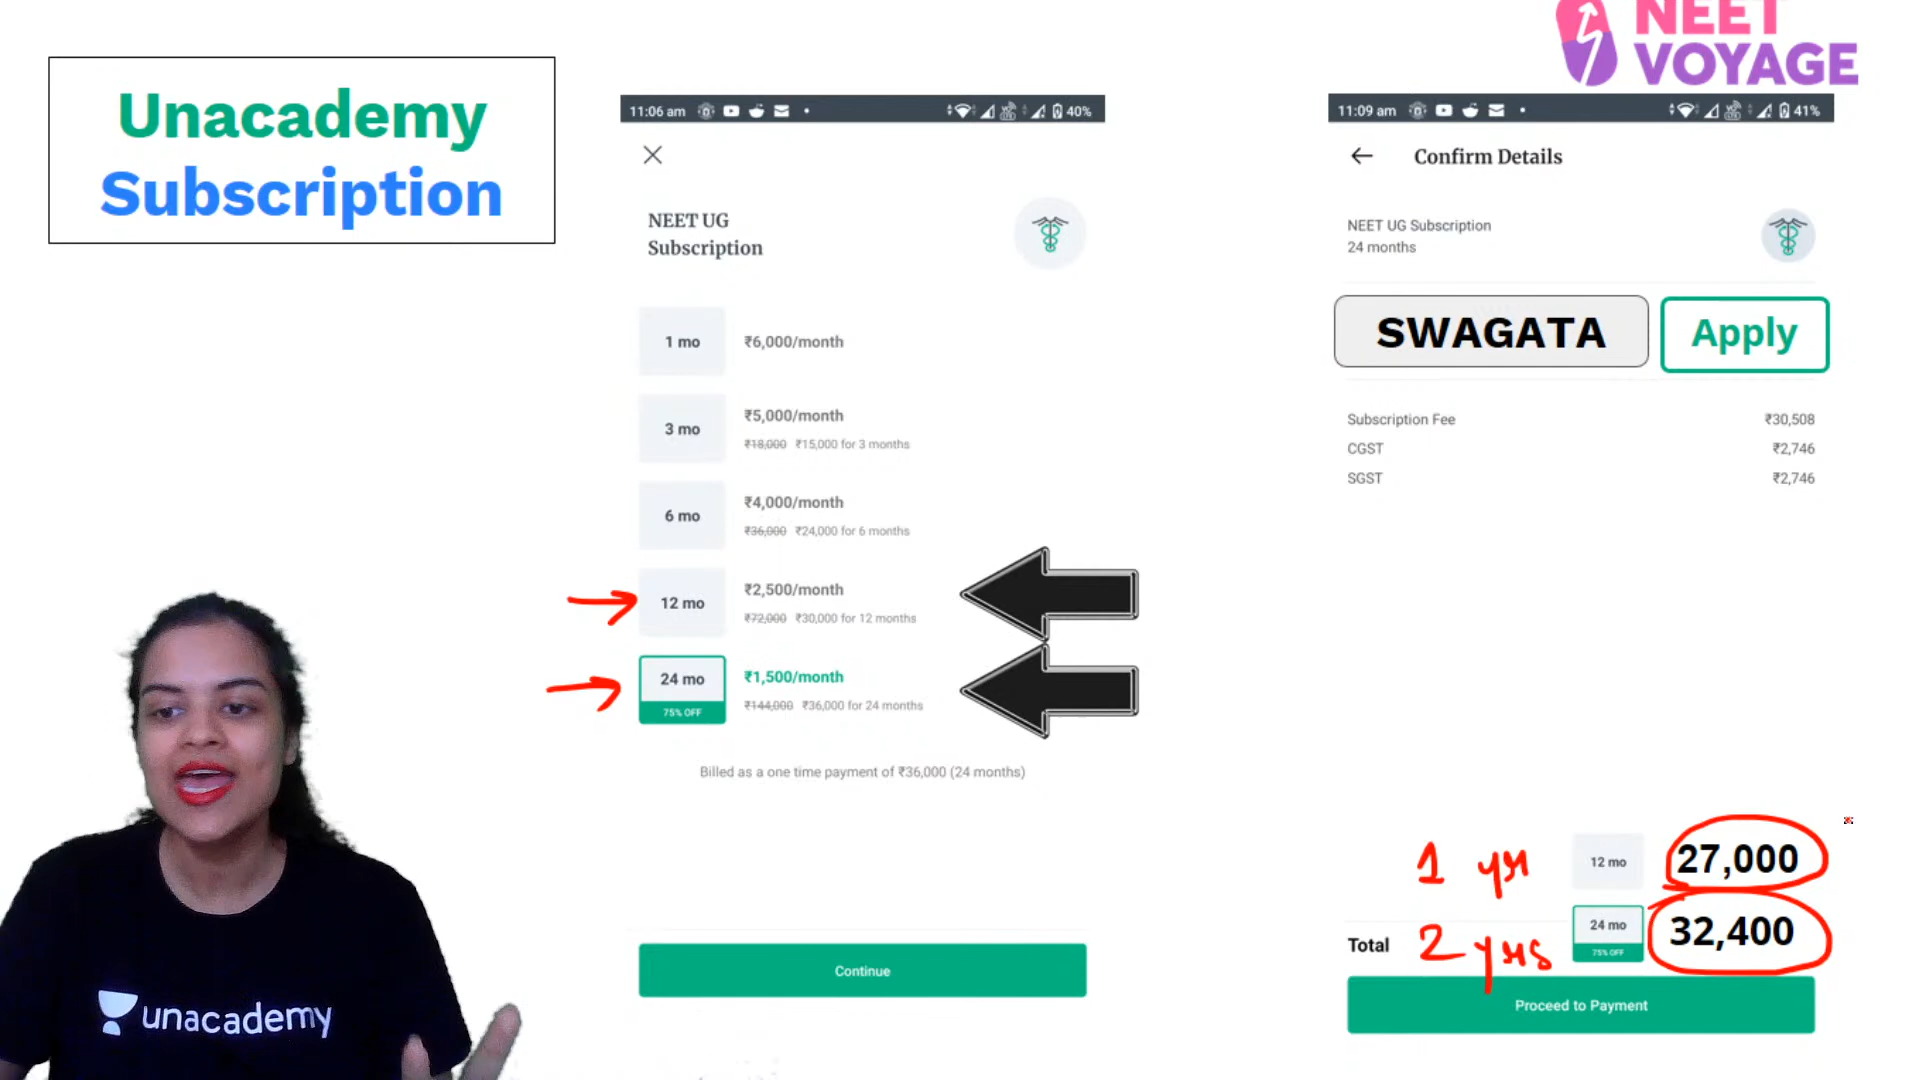 NEET
VOYAGE
Unacademy
Subscription
11:06 am
40%
NEET UG
Subscription
1 mo
₹6,000/month
3 mo
₹5,000/month
₹18,000 ₹15,000 for 3 months
6 mo
₹4,000/month
₹36,000 ₹24,000 for 6 months
12 mo
₹2,500/month
₹72,000 ₹30,000 for 12 months
24 mo
75% OFF
₹1,500/month
₹144,000 ₹36,000 for 24 months
Billed as a one time payment of ₹36,000 (24 months)
Continue
11:09 am
41%
Confirm Details
NEET UG Subscription
24 months
SWAGATA
Apply
Subscription Fee ₹30,508
CGST ₹2,746
SGST ₹2,746
1 yr 12 mo 27,000
Total 2 yrs 24 mo 32,400
75% OFF
Proceed to Payment
unacademy